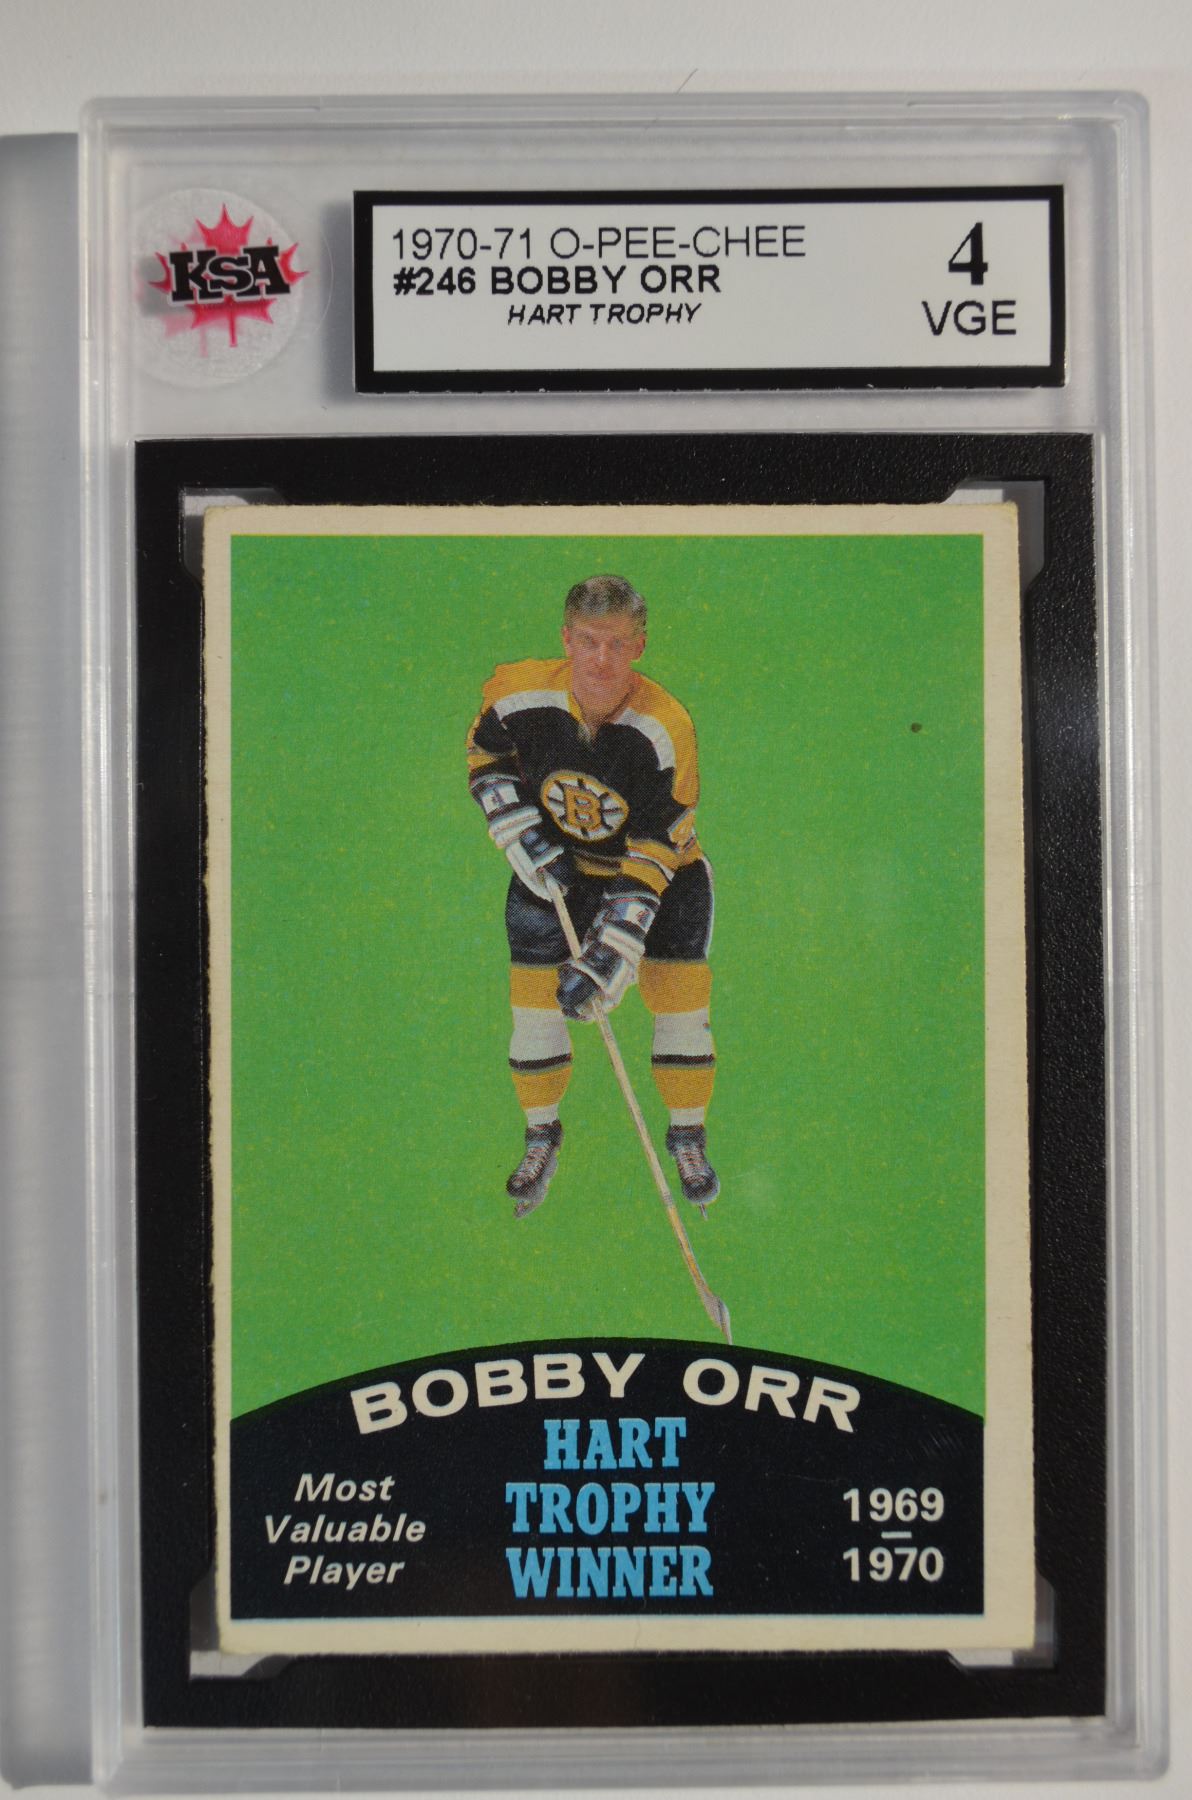 KSA
1970-71 O-PEE-CHEE
#246 BOBBY ORR
HART TROPHY
4
VGE
B
4
BOBBY ORR
HART
TROPHY
WINNER
Most
Valuable
Player
1969
–
1970